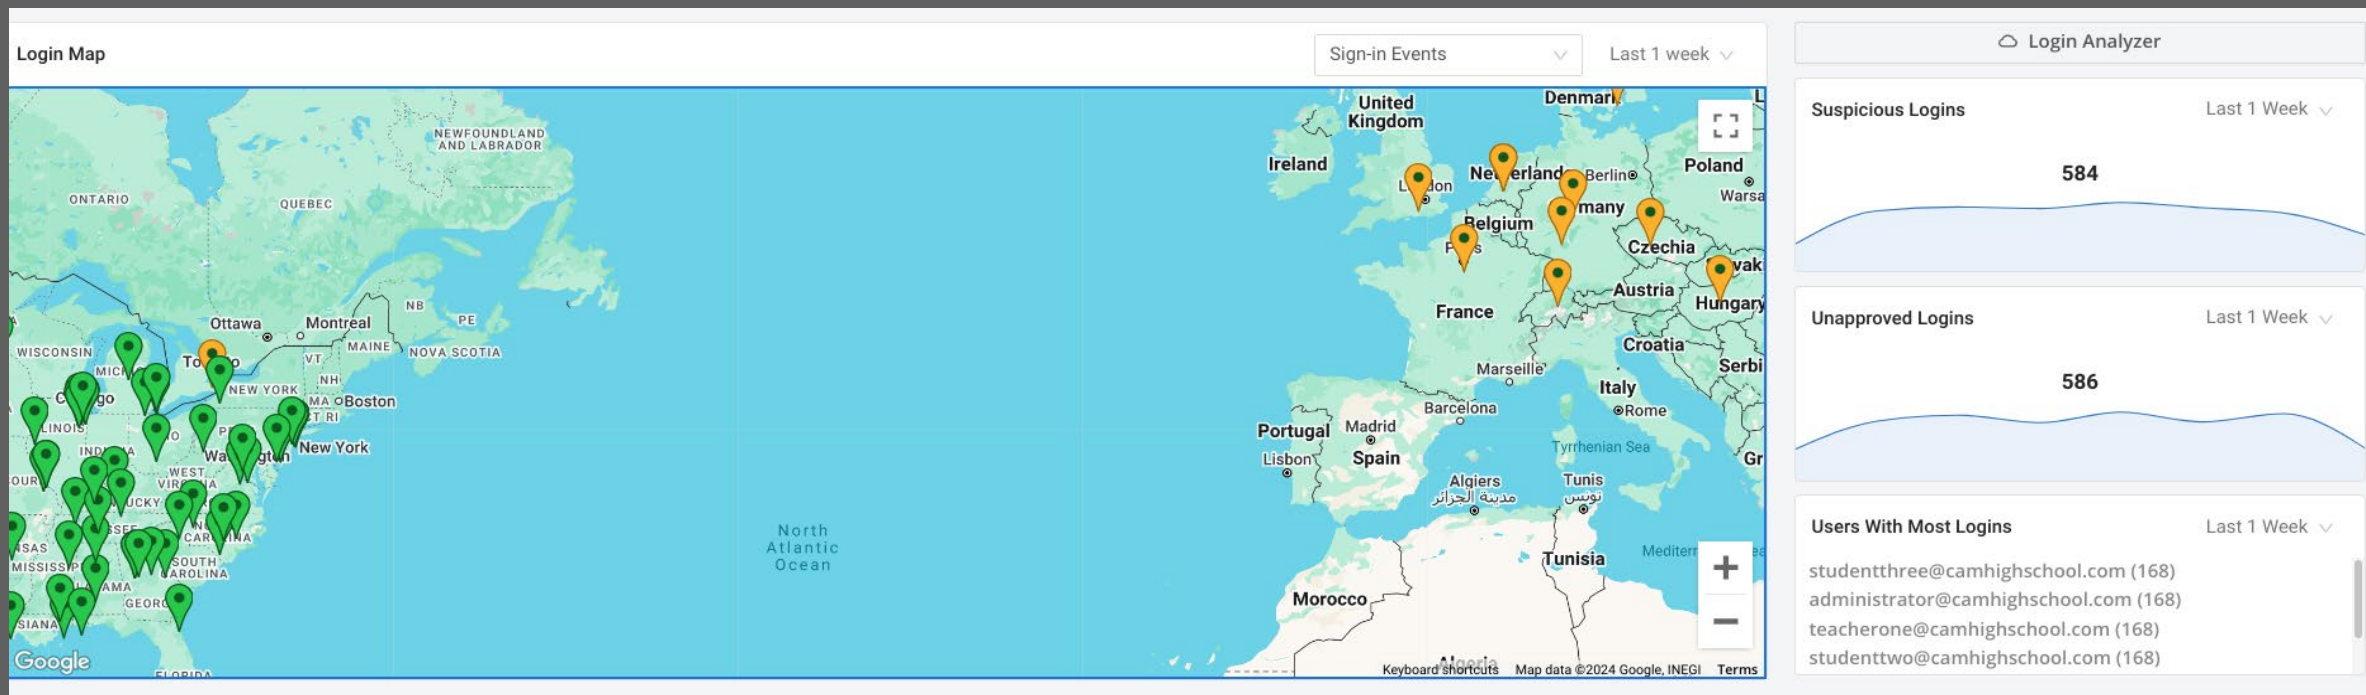 Login Map
Sign-in Events
Last 1 week
Login Analyzer
Suspicious Logins
Last 1 Week
584
Unapproved Logins
Last 1 Week
586
Users With Most Logins
Last 1 Week
studentthree@camhighschool.com (168)
administrator@camhighschool.com (168)
teacherone@camhighschool.com (168)
studenttwo@camhighschool.com (168)
NEWFOUNDLAND
AND LABRADOR
ONTARIO
QUEBEC
Ottawa
Montreal
NB
PE
MAINE
NOVA SCOTIA
WISCONSIN
VT
NH
NEW YORK
MA
Boston
CT RI
New York
WEST
SOUTH
CAROLINA
North
Atlantic
Ocean
United
Kingdom
Ireland
Denmark
Berlin
Poland
Belgium
Czechia
Austria
Hungary
France
Croatia
Marseille
Italy
Rome
Barcelona
Portugal
Madrid
Lisbon
Spain
Tyrrhenian Sea
Algiers
مدينة الجزائر
Tunis
تونس
Tunisia
Morocco
Algeria
Google
Keyboard shortcuts
Map data ©2024 Google, INEGI
Terms